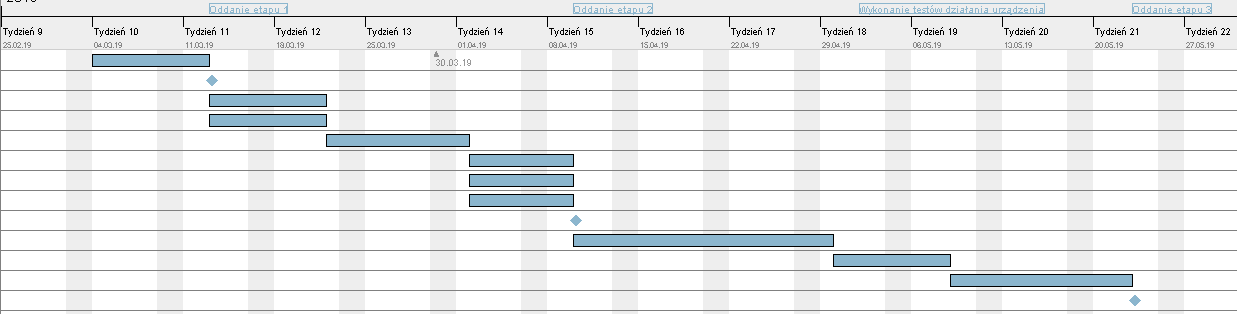 Oddanie etapu 1 Oddanie etapu 2 Wykonanie testów działania urządzenia Oddanie etapu 3
Tydzień 9 Tydzień 10 Tydzień 11 Tydzień 12 Tydzień 13 Tydzień 14 Tydzień 15 Tydzień 16 Tydzień 17 Tydzień 18 Tydzień 19 Tydzień 20 Tydzień 21 Tydzień 22
25.02.19 04.03.19 11.03.19 18.03.19 25.03.19 01.04.19 08.04.19 15.04.19 22.04.19 29.04.19 06.05.19 13.05.19 20.05.19 27.05.19
30.03.19